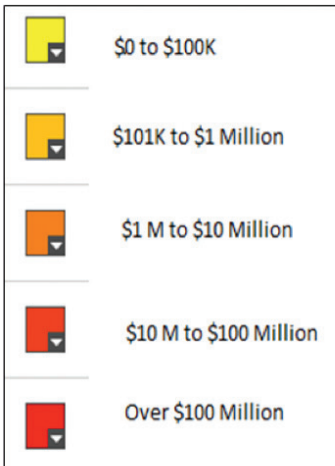 $0 to $100K
$101K to $1 Million
$1 M to $10 Million
$10 M to $100 Million
Over $100 Million